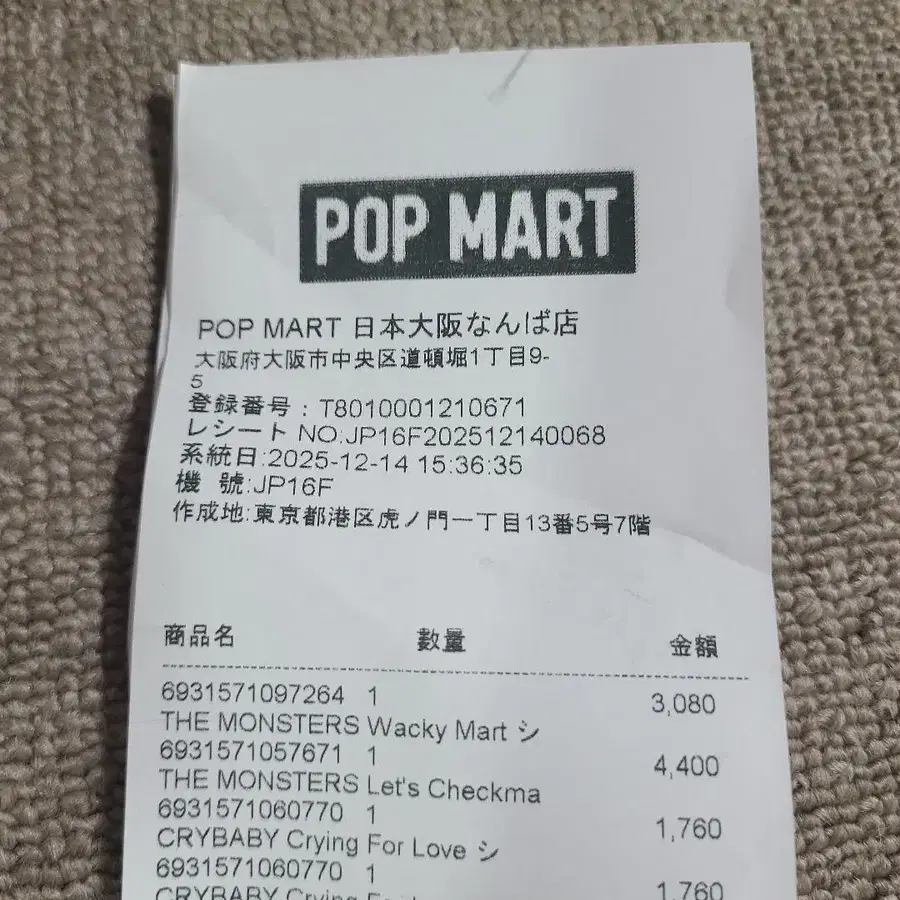 POP MART
POP MART 日本大阪なんば店
大阪府大阪市中央区道頓堀1丁目9-
5
登録番号：T8010001210671
レシート NO:JP16F202512140068
系統日:2025-12-14 15:36:35
機 號:JP16F
作成地:東京都港区虎ノ門一丁目13番5号7階
商品名 數量 金額
6931571097264 1 3,080
THE MONSTERS Wacky Mart シ
6931571057671 1 4,400
THE MONSTERS Let's Checkma
6931571060770 1 1,760
CRYBABY Crying For Love シ
6931571060770 1 1,760
CRYBABY Crying